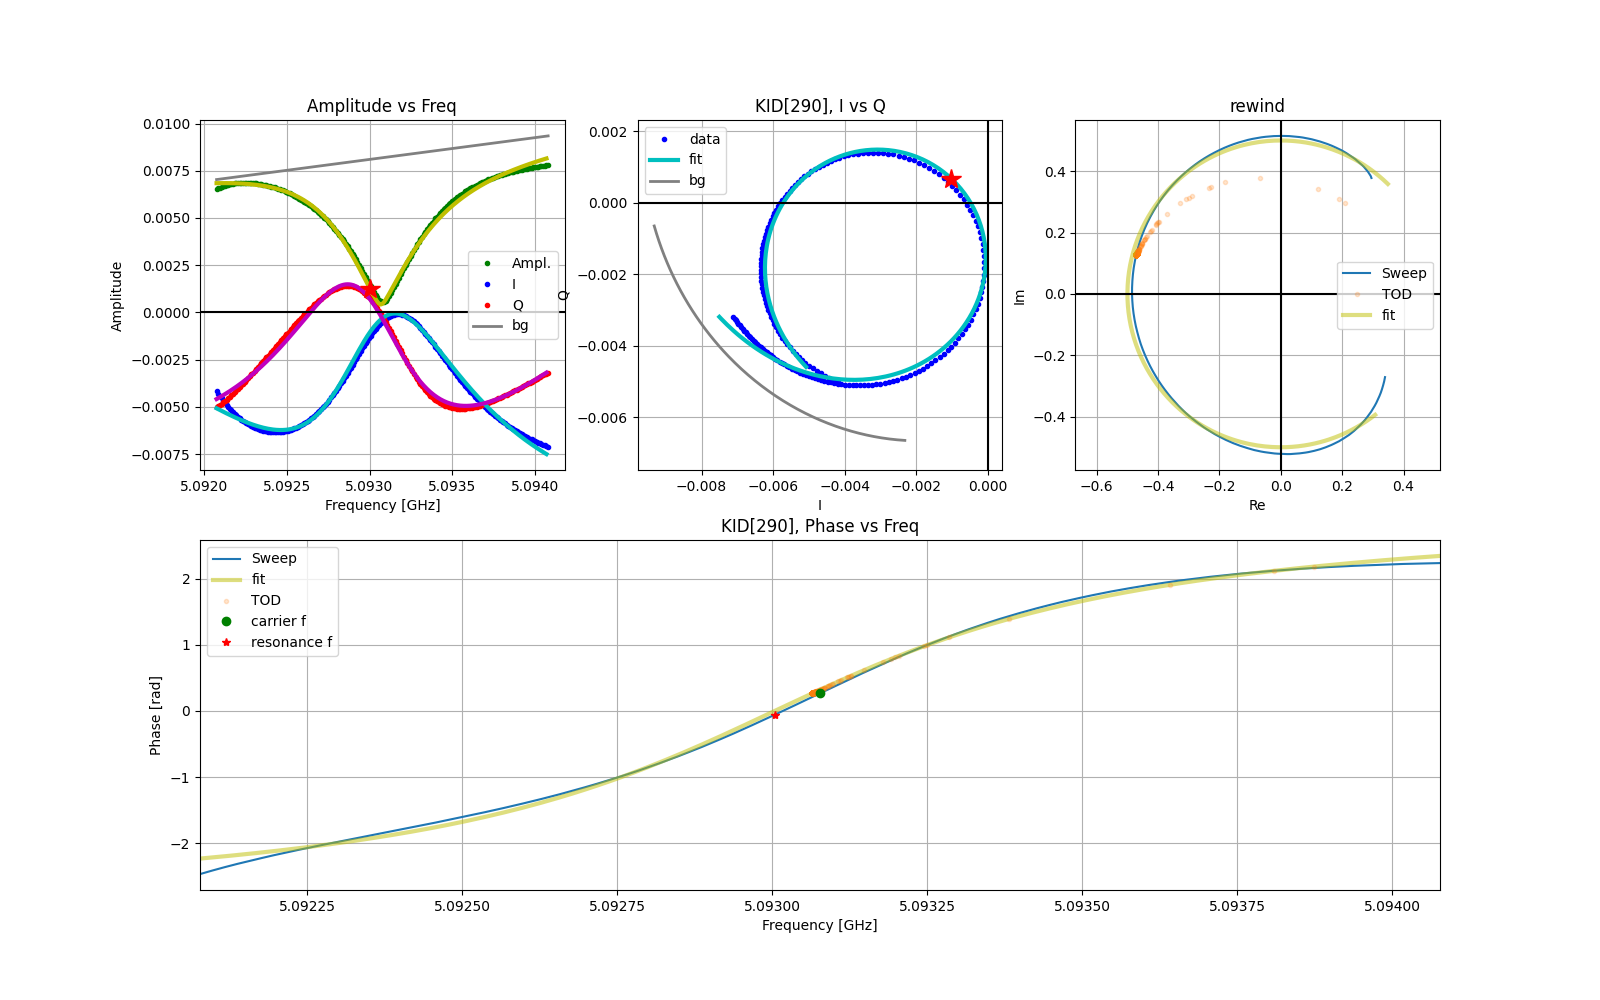 Amplitude vs Freq
0.0100
0.0075
0.0050
0.0025
0.0000
−0.0025
−0.0050
−0.0075
Amplitude
5.0920 5.0925 5.0930 5.0935 5.0940
Frequency [GHz]
Ampl.
I
Q
bg
KID[290], I vs Q
0.002
0.000
−0.002
−0.004
−0.006
Q
−0.008 −0.006 −0.004 −0.002 0.000
I
data
fit
bg
rewind
0.4
0.2
0.0
−0.2
−0.4
Im
−0.6 −0.4 −0.2 0.0 0.2 0.4
Re
Sweep
TOD
fit
KID[290], Phase vs Freq
2
1
0
−1
−2
Phase [rad]
5.09225 5.09250 5.09275 5.09300 5.09325 5.09350 5.09375 5.09400
Frequency [GHz]
Sweep
fit
TOD
carrier f
resonance f